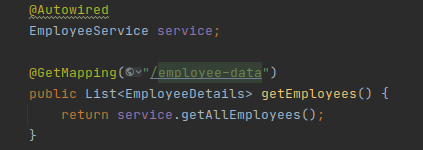 @Autowired
EmployeeService service;
@GetMapping("/employee-data")
public List<EmployeeDetails> getEmployees() {
return service.getAllEmployees();
}